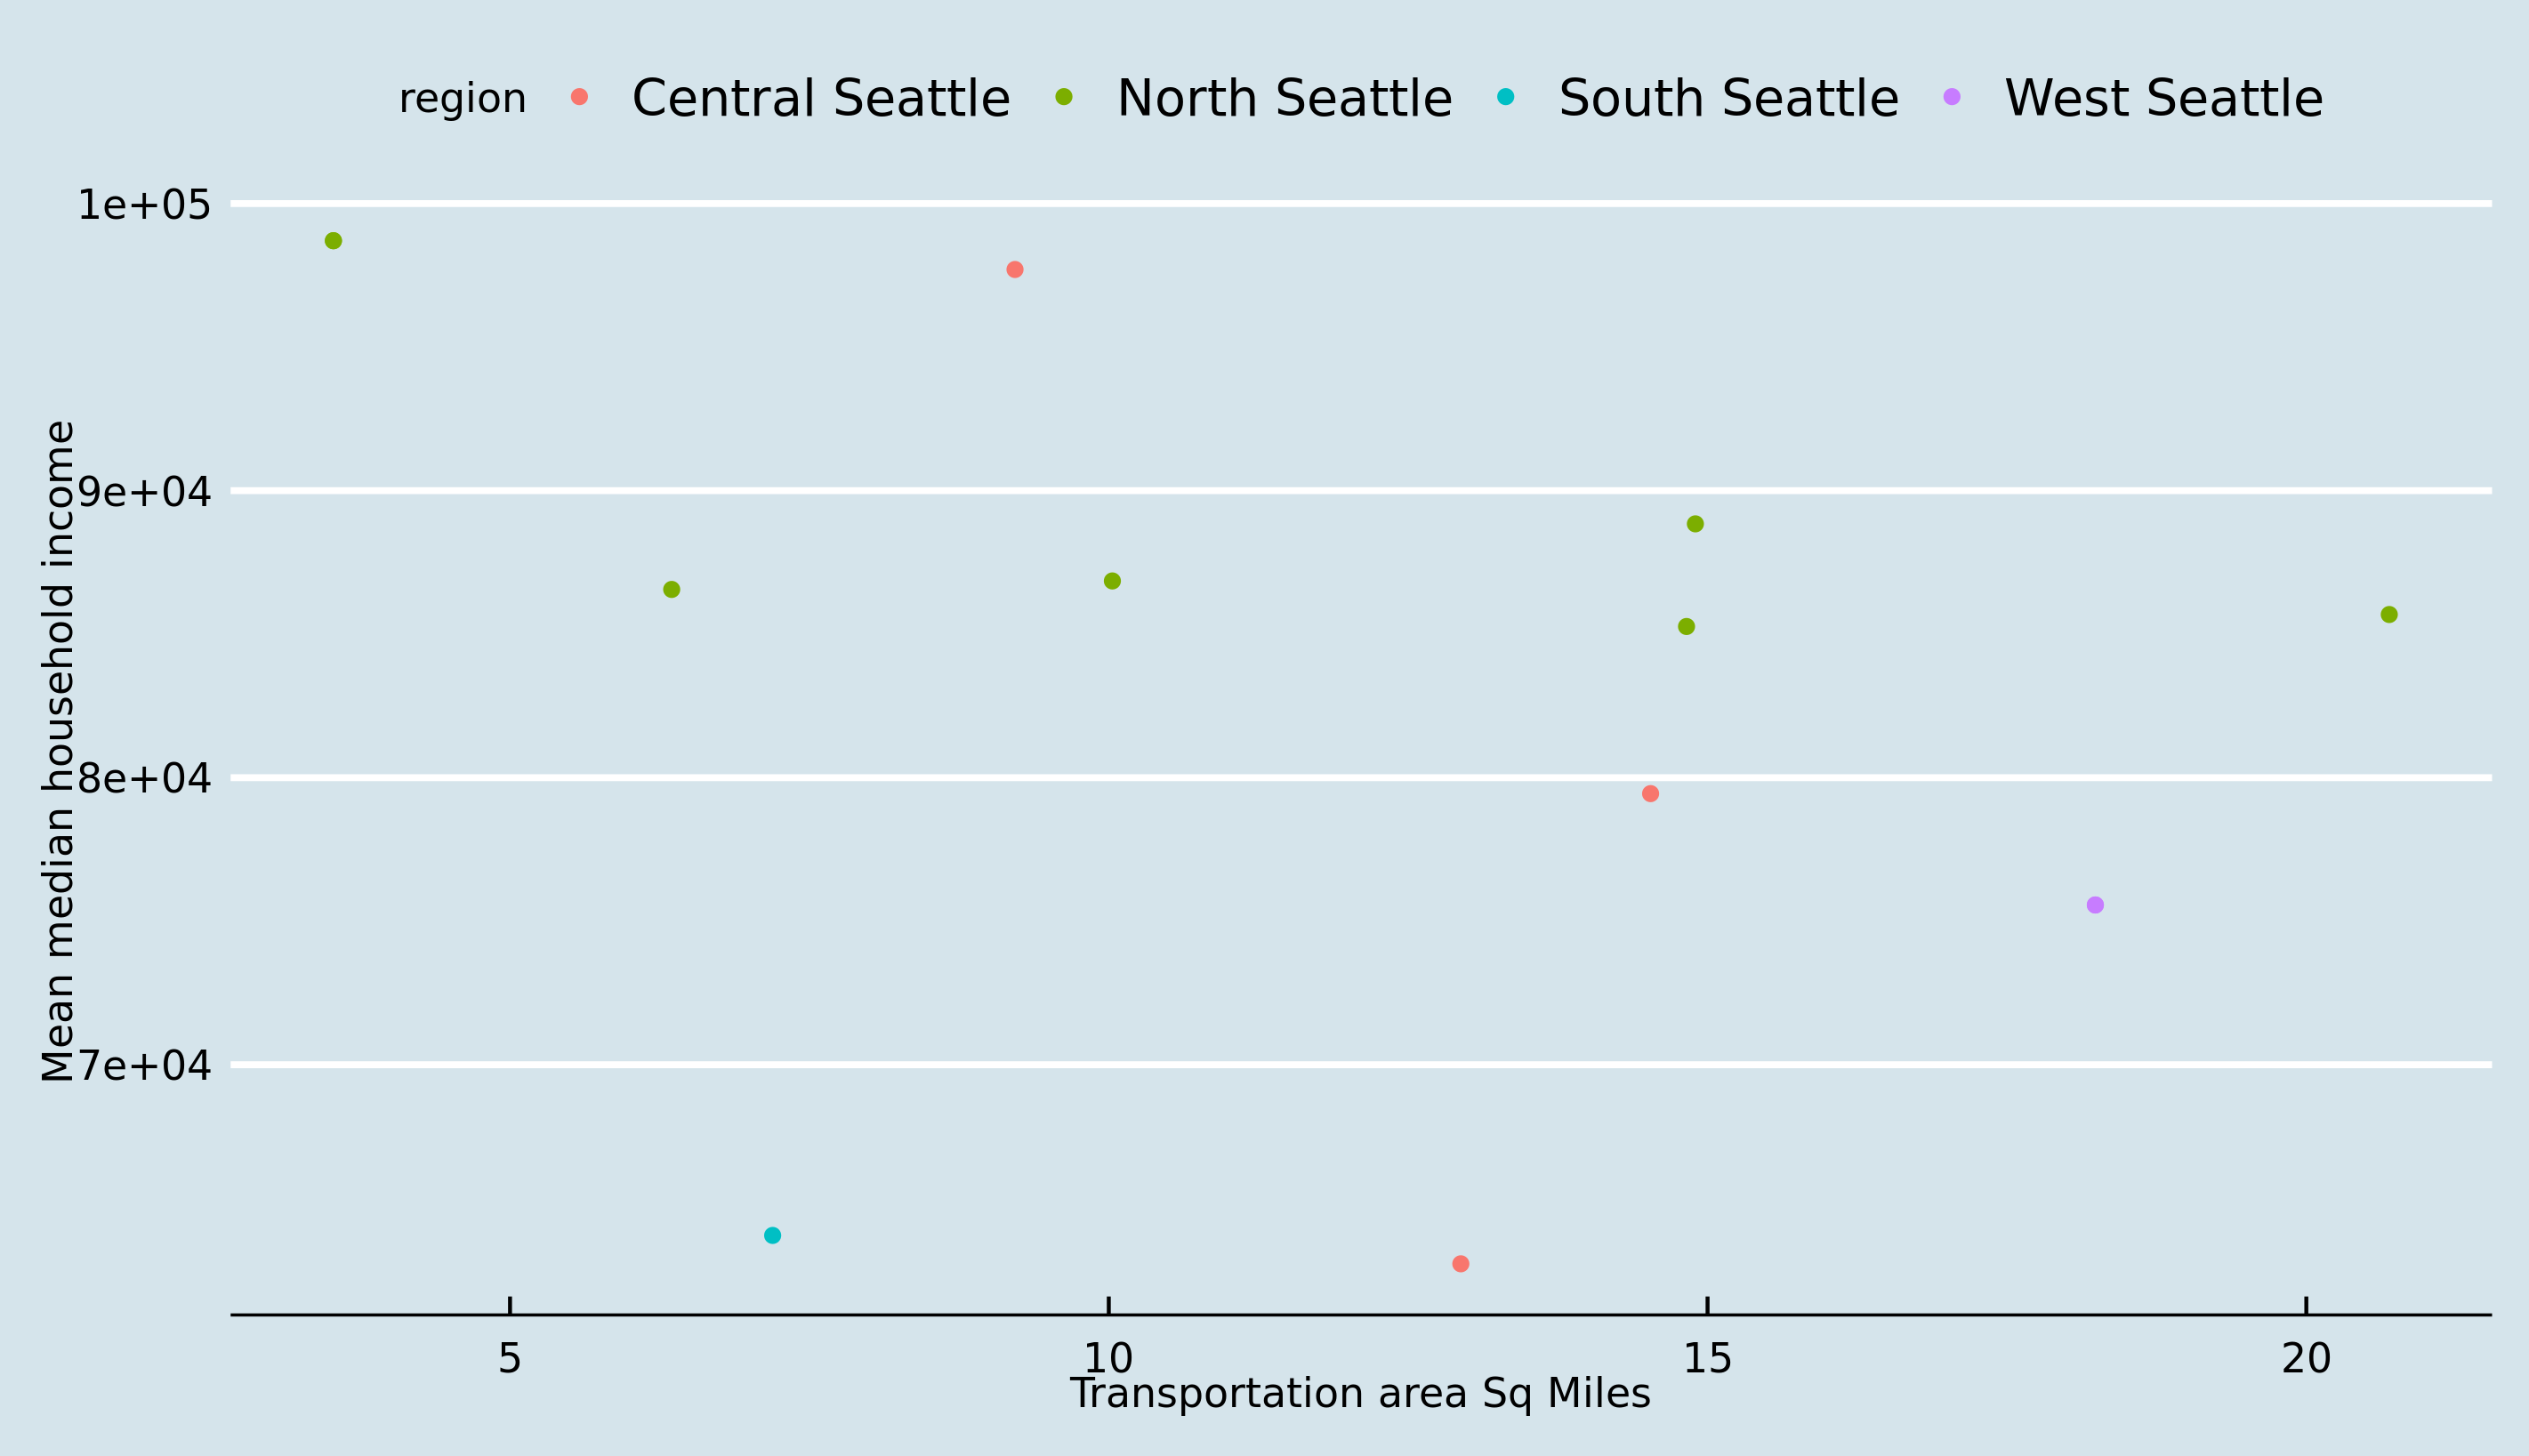 region Central Seattle North Seattle South Seattle West Seattle
1e+05
9e+04
8e+04
7e+04
Mean median household income
5 10 15 20
Transportation area Sq Miles